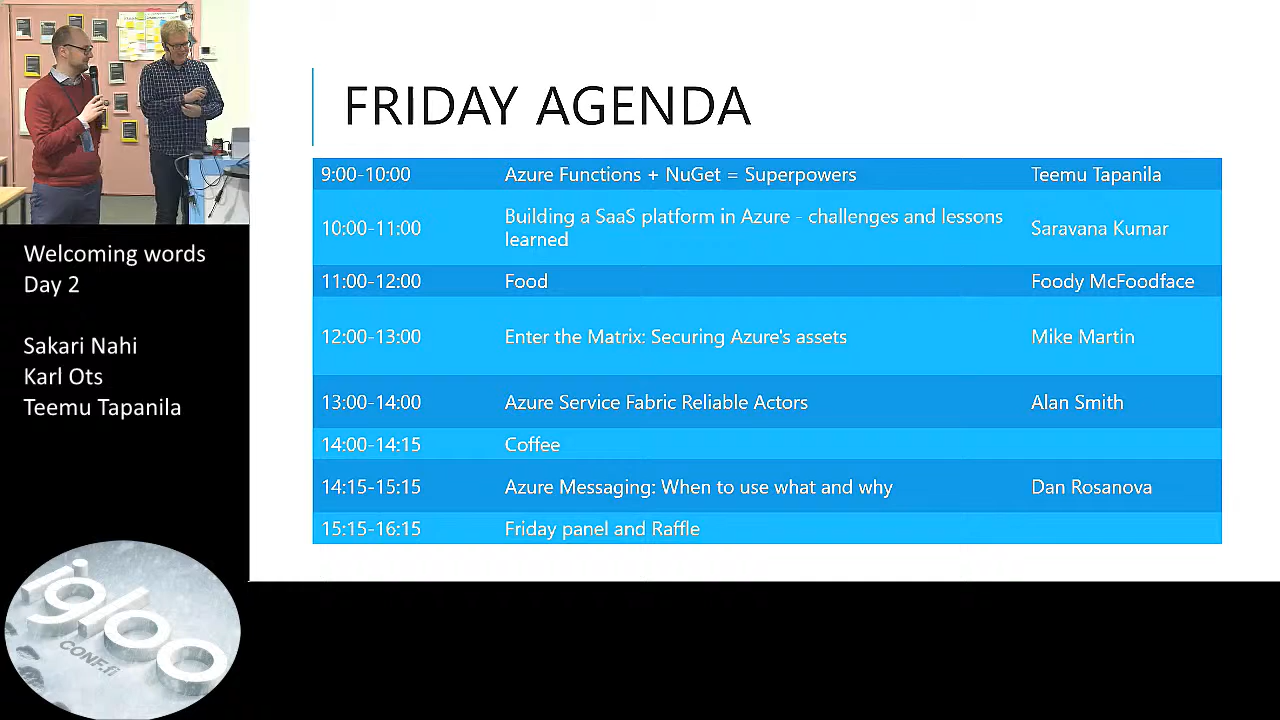 FRIDAY AGENDA
9:00-10:00 Azure Functions + NuGet = Superpowers Teemu Tapanila
10:00-11:00 Building a SaaS platform in Azure - challenges and lessons
learned Saravana Kumar
11:00-12:00 Food Foody McFoodface
12:00-13:00 Enter the Matrix: Securing Azure's assets Mike Martin
13:00-14:00 Azure Service Fabric Reliable Actors Alan Smith
14:00-14:15 Coffee
14:15-15:15 Azure Messaging: When to use what and why Dan Rosanova
15:15-16:15 Friday panel and Raffle
Welcoming words
Day 2
Sakari Nahi
Karl Ots
Teemu Tapanila
igloo
CONF.fi